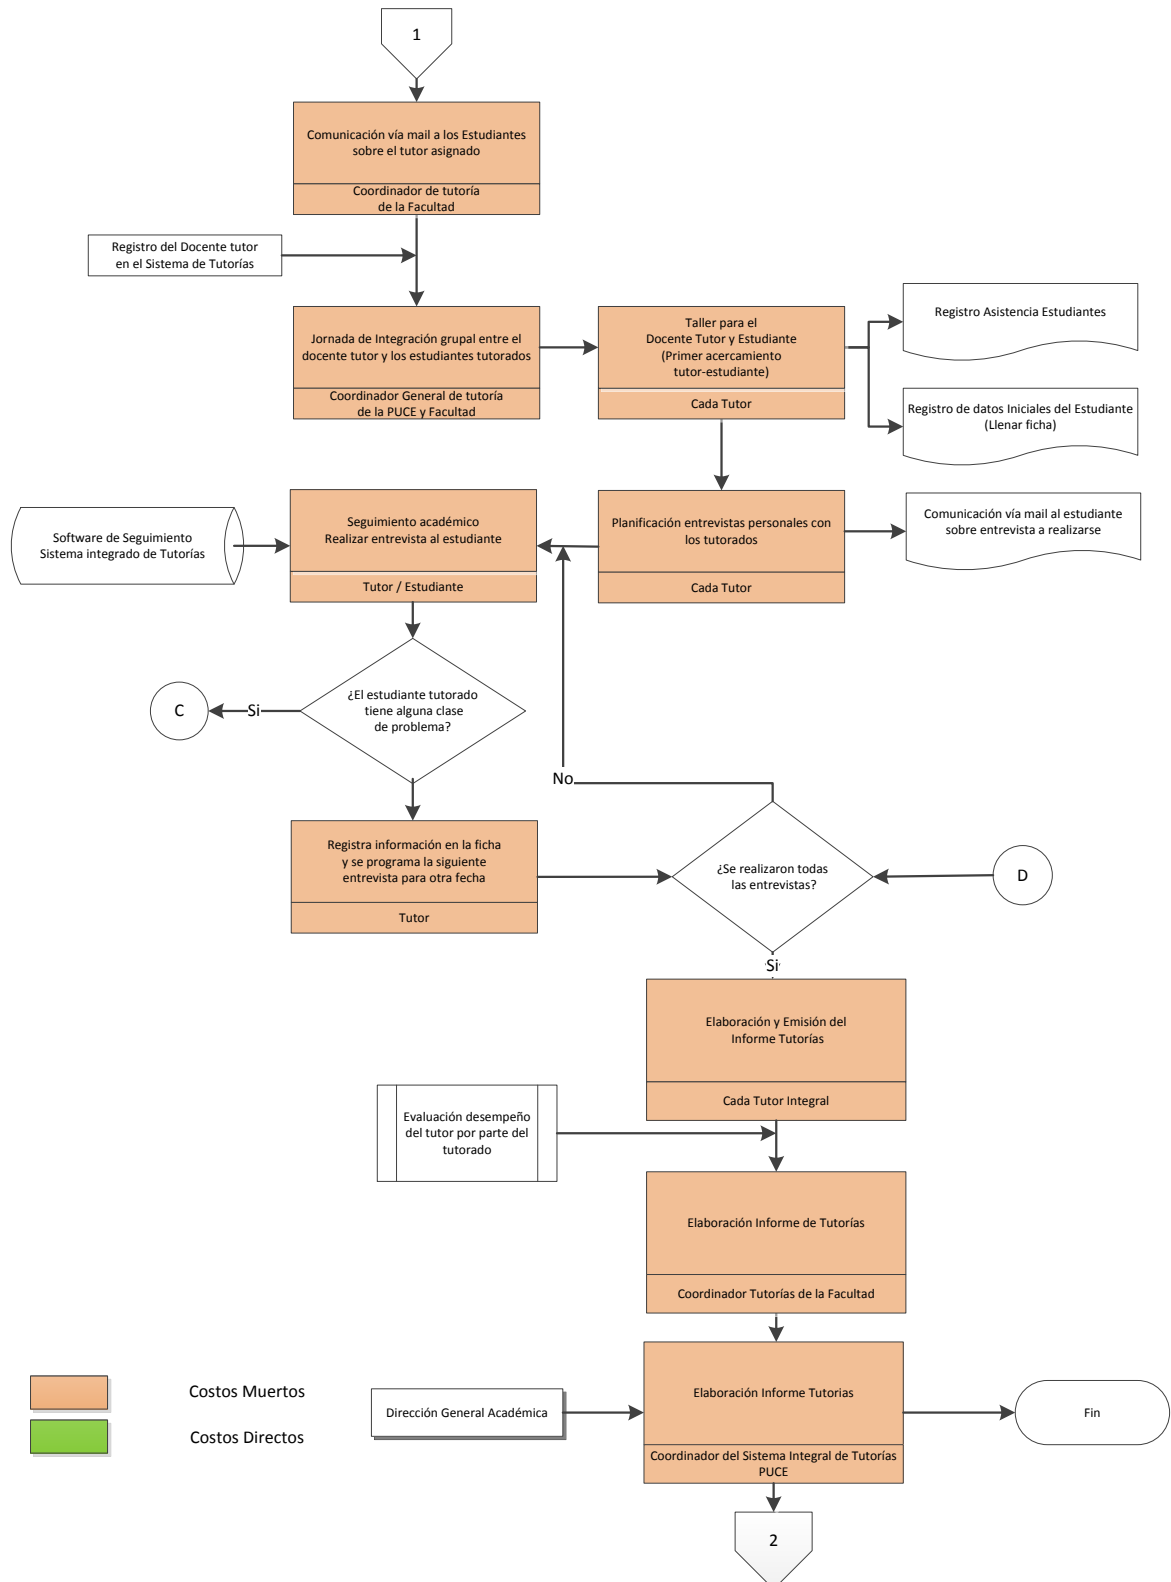 1
Comunicación vía mail a los Estudiantes
sobre el tutor asignado
Coordinador de tutoría
de la Facultad
Registro del Docente tutor
en el Sistema de Tutorías
Jornada de Integración grupal entre el
docente tutor y los estudiantes tutorados
Coordinador General de tutoría
de la PUCE y Facultad
Taller para el
Docente Tutor y Estudiante
(Primer acercamiento
tutor-estudiante)
Cada Tutor
Registro Asistencia Estudiantes
Registro de datos Iniciales del Estudiante
(Llenar ficha)
Software de Seguimiento
Sistema integrado de Tutorías
Seguimiento académico
Realizar entrevista al estudiante
Tutor / Estudiante
Planificación entrevistas personales con
los tutorados
Cada Tutor
Comunicación vía mail al estudiante
sobre entrevista a realizarse
C
Si
¿El estudiante tutorado
tiene alguna clase
de problema?
No
Registra información en la ficha
y se programa la siguiente
entrevista para otra fecha
Tutor
¿Se realizaron todas
las entrevistas?
D
Si
Elaboración y Emisión del
Informe Tutorías
Cada Tutor Integral
Evaluación desempeño
del tutor por parte del
tutorado
Elaboración Informe de Tutorías
Coordinador Tutorías de la Facultad
Costos Muertos
Costos Directos
Dirección General Académica
Elaboración Informe Tutorias
Coordinador del Sistema Integral de Tutorías
PUCE
Fin
2